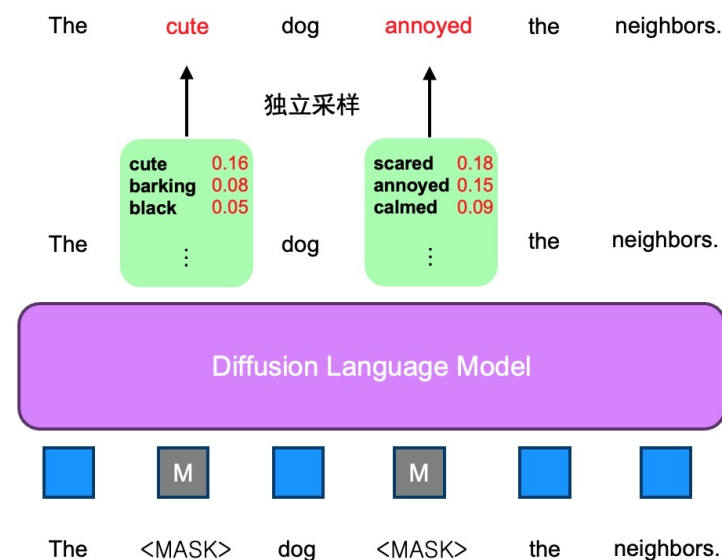 The cute dog annoyed the neighbors.
独立采样
cute 0.16
barking 0.08
black 0.05
⋮
scared 0.18
annoyed 0.15
calmed 0.09
⋮
The dog the neighbors.
Diffusion Language Model
M M
The <MASK> dog <MASK> the neighbors.